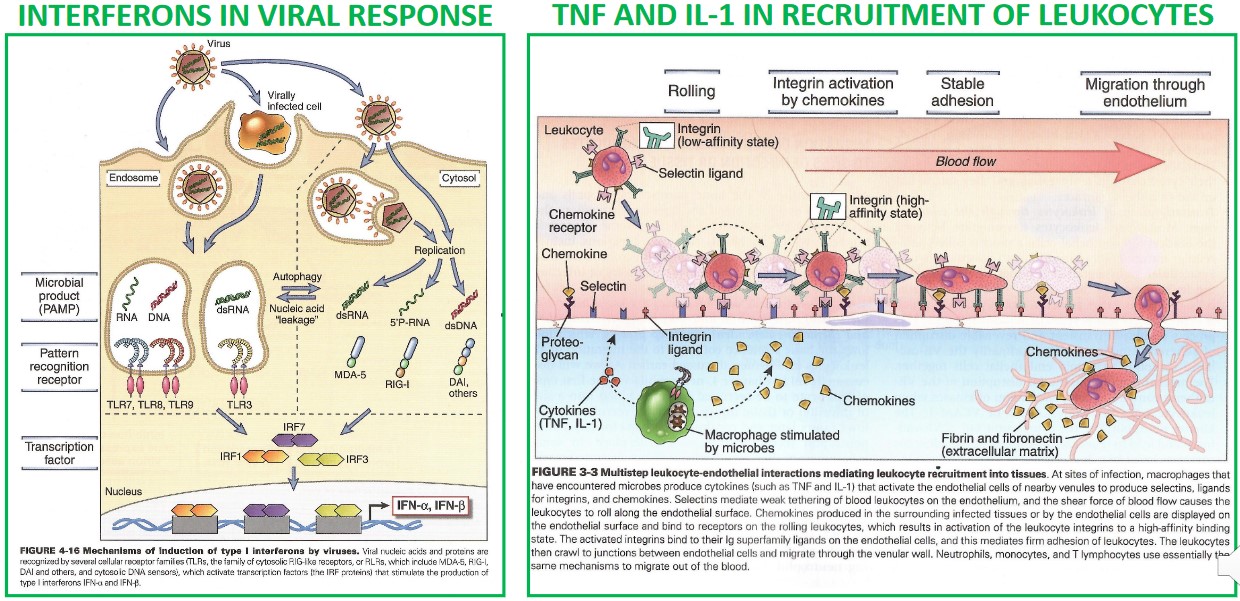 INTERFERONS IN VIRAL RESPONSE
Virus
Virally
infected cell
Endosome
Cytosol
Replication
Microbial
product
(PAMP)
RNA DNA
dsRNA
Autophagy
Nucleic acid
"leakage"
dsRNA
5'P-RNA
dsDNA
Pattern
recognition
receptor
MDA-5
RIG-I
DAI,
others
TLR7, TLR8, TLR9
TLR3
Transcription
factor
IRF7
IRF1
IRF3
Nucleus
IFN-α, IFN-β
FIGURE 4-16 Mechanisms of induction of type I interferons by viruses. Viral nucleic acids and proteins are
recognized by several cellular receptor families (TLRs, the family of cytosolic RIG-like receptors, or RLRs, which include MDA-5, RIG-I,
DAI and others, and cytosolic DNA sensors), which activate transcription factors (the IRF proteins) that stimulate the production of
type I interferons IFN-α and IFN-β.
TNF AND IL-1 IN RECRUITMENT OF LEUKOCYTES
Rolling
Integrin activation
by chemokines
Stable
adhesion
Migration through
endothelium
Leukocyte
Integrin
(low-affinity state)
Blood flow
Selectin ligand
Integrin (high-
affinity state)
Chemokine
receptor
Chemokine
Selectin
Proteo-
glycan
Integrin
ligand
Chemokines
Cytokines
(TNF, IL-1)
Chemokines
Macrophage stimulated
by microbes
Fibrin and fibronectin
(extracellular matrix)
FIGURE 3-3 Multistep leukocyte-endothelial interactions mediating leukocyte recruitment into tissues. At sites of infection, macrophages that
have encountered microbes produce cytokines (such as TNF and IL-1) that activate the endothelial cells of nearby venules to produce selectins, ligands
for integrins, and chemokines. Selectins mediate weak tethering of blood leukocytes on the endothelium, and the shear force of blood flow causes the
leukocytes to roll along the endothelial surface. Chemokines produced in the surrounding infected tissues or by the endothelial cells are displayed on
the endothelial surface and bind to receptors on the rolling leukocytes, which results in activation of the leukocyte integrins to a high-affinity binding
state. The activated integrins bind to their Ig superfamily ligands on the endothelial cells, and this mediates firm adhesion of leukocytes. The leukocytes
then crawl to junctions between endothelial cells and migrate through the venular wall. Neutrophils, monocytes, and T lymphocytes use essentially the
same mechanisms to migrate out of the blood.